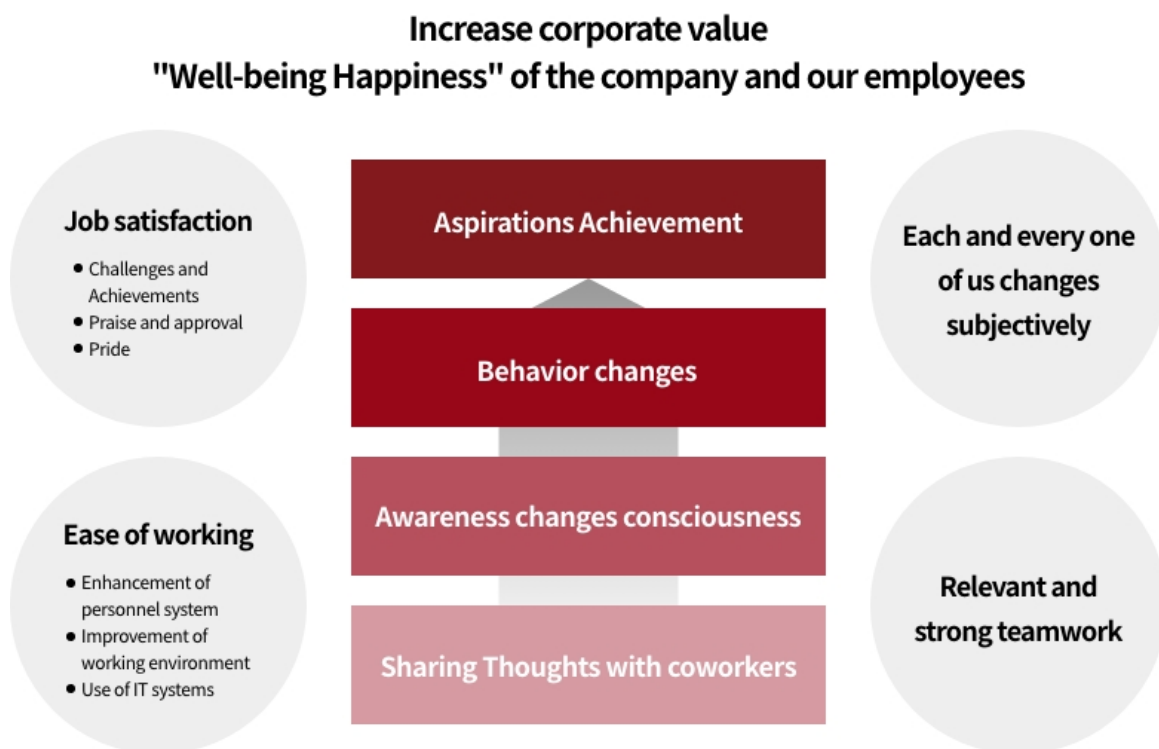 Increase corporate value
"Well-being Happiness" of the company and our employees
Job satisfaction
● Challenges and
Achievements
● Praise and approval
● Pride
Ease of working
● Enhancement of
personnel system
● Improvement of
working environment
● Use of IT systems
Aspirations Achievement
Behavior changes
Awareness changes consciousness
Sharing Thoughts with coworkers
Each and every one
of us changes
subjectively
Relevant and
strong teamwork